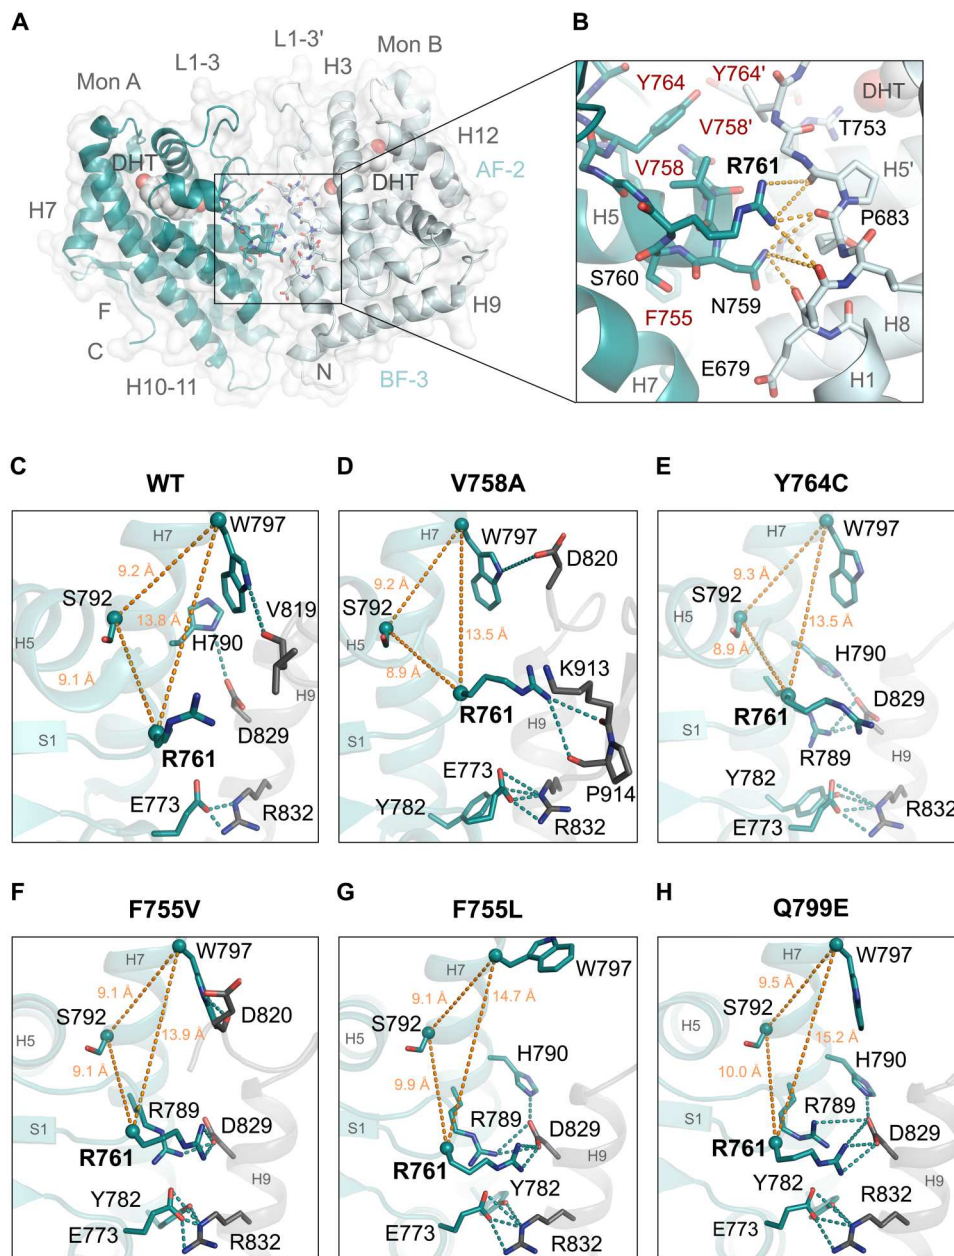 A
L1-3'
Mon B
L1-3
H3
Mon A
H12
DHT
DHT
AF-2
H7
F
H9
C
N
H10-11
BF-3
B
Y764
Y764'
DHT
V758'
T753
V758
R761
H5'
H5
P683
S760
N759
F755
H8
E679
H7
H1
C
WT
W797
H7
9.2 Å
S792
13.8 Å
V819
H790
H5
9.1 Å
H9
D829
S1
R761
E773
R832
D
V758A
H7
W797
D820
9.2 Å
S792
H5
13.5 Å
8.9 Å
K913
R761
H9
S1
E773
P914
Y782
R832
E
Y764C
W797
H7
9.3 Å
S792
13.5 Å
H5
8.9 Å
H790
D829
R761
S1
R789
H9
Y782
R832
E773
F
F755V
W797
H7
9.1 Å
D820
S792
13.9 Å
H5
9.1 Å
R789
D829
S1
R761
H9
Y782
E773
R832
G
F755L
H7
W797
9.1 Å
14.7 Å
S792
H5
H790
9.9 Å
R789
D829
S1
R761
H9
Y782
E773
R832
H
Q799E
W797
H7
9.5 Å
S792
15.2 Å
H5
H790
10.0 Å
R789
D829
S1
R761
H9
Y782
R832
E773